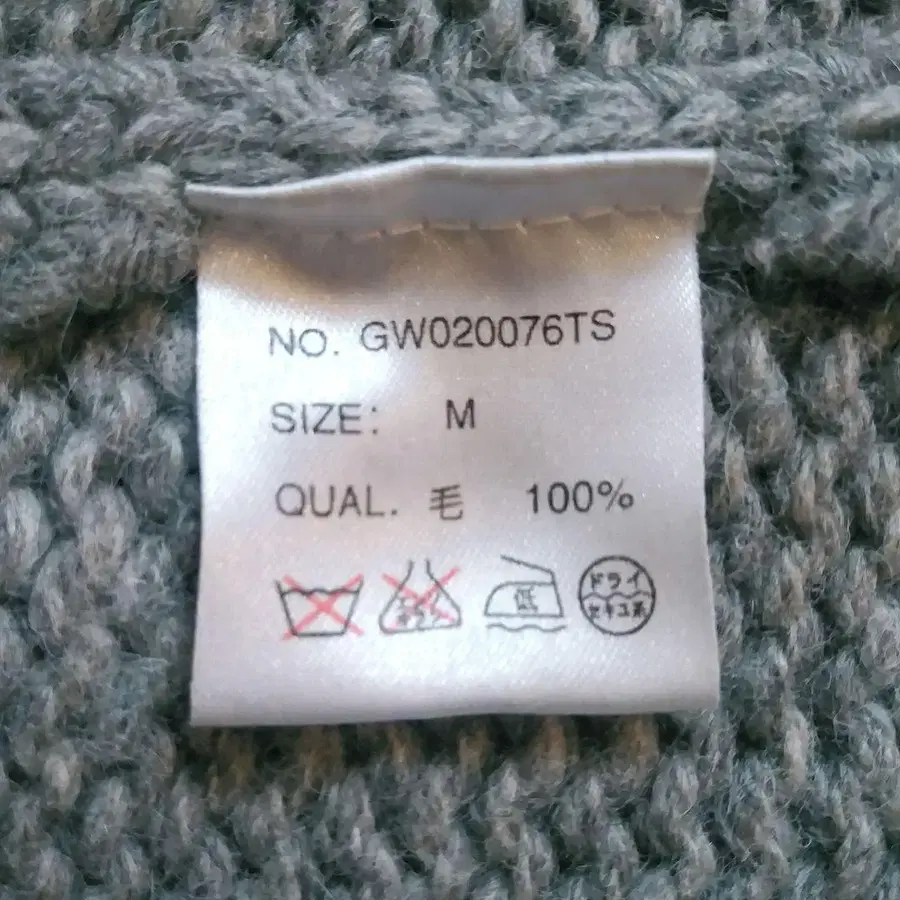 NO. GW020076TS
SIZE: M
QUAL. 毛 100%
低 ドライ
セキユ系